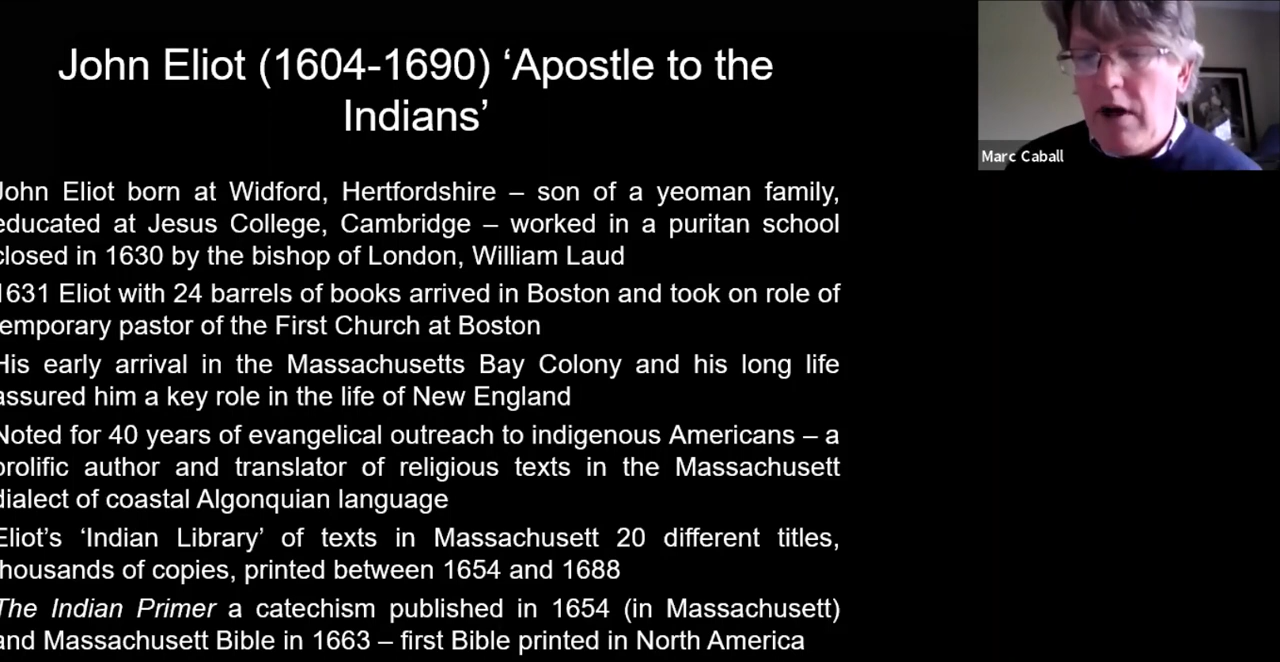 John Eliot (1604-1690) ‘Apostle to the
Indians’
Marc Caball
John Eliot born at Widford, Hertfordshire – son of a yeoman family,
educated at Jesus College, Cambridge – worked in a puritan school
closed in 1630 by the bishop of London, William Laud
1631 Eliot with 24 barrels of books arrived in Boston and took on role of
temporary pastor of the First Church at Boston
His early arrival in the Massachusetts Bay Colony and his long life
assured him a key role in the life of New England
Noted for 40 years of evangelical outreach to indigenous Americans – a
prolific author and translator of religious texts in the Massachusett
dialect of coastal Algonquian language
Eliot’s ‘Indian Library’ of texts in Massachusett 20 different titles,
thousands of copies, printed between 1654 and 1688
The Indian Primer a catechism published in 1654 (in Massachusett)
and Massachusett Bible in 1663 – first Bible printed in North America